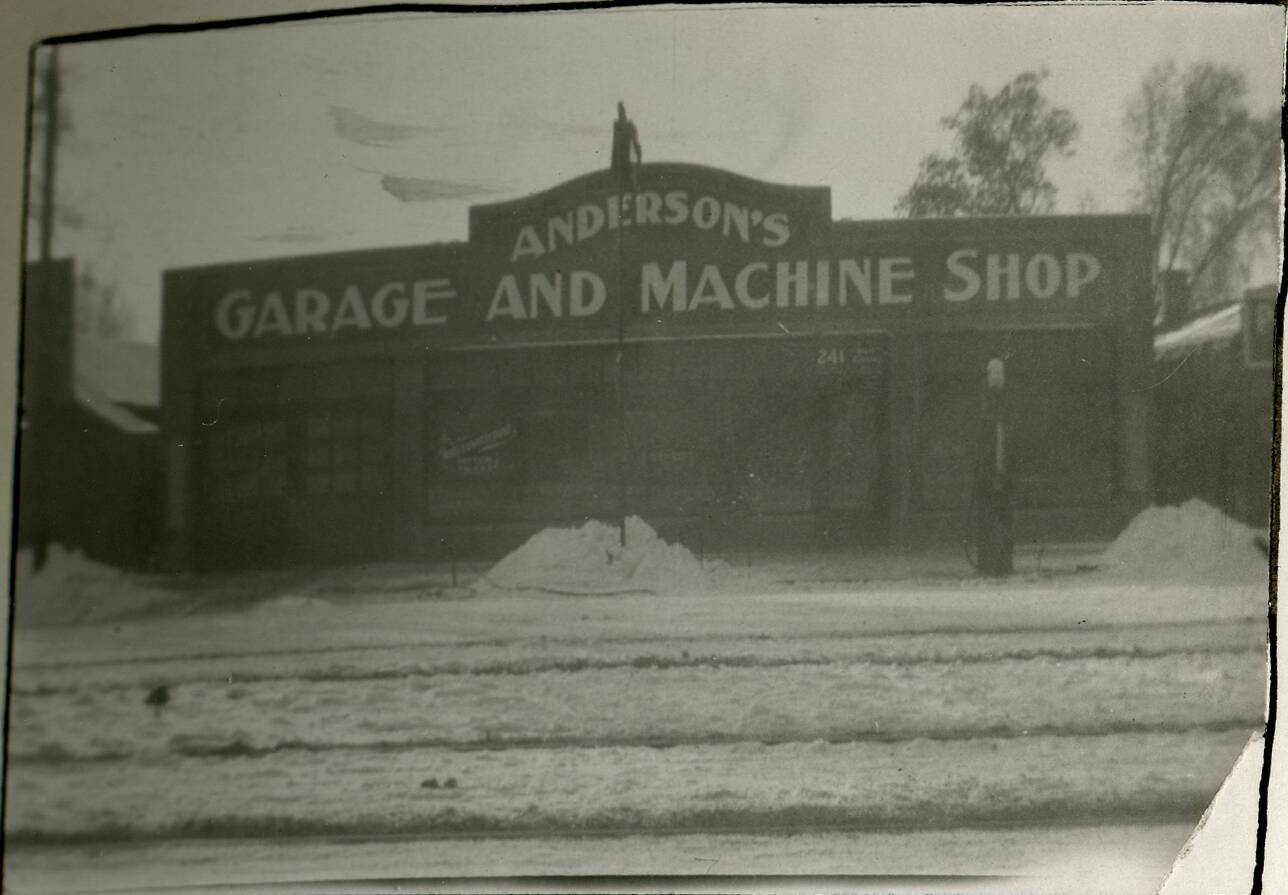 ANDERSON'S
GARAGE AND MACHINE SHOP
241